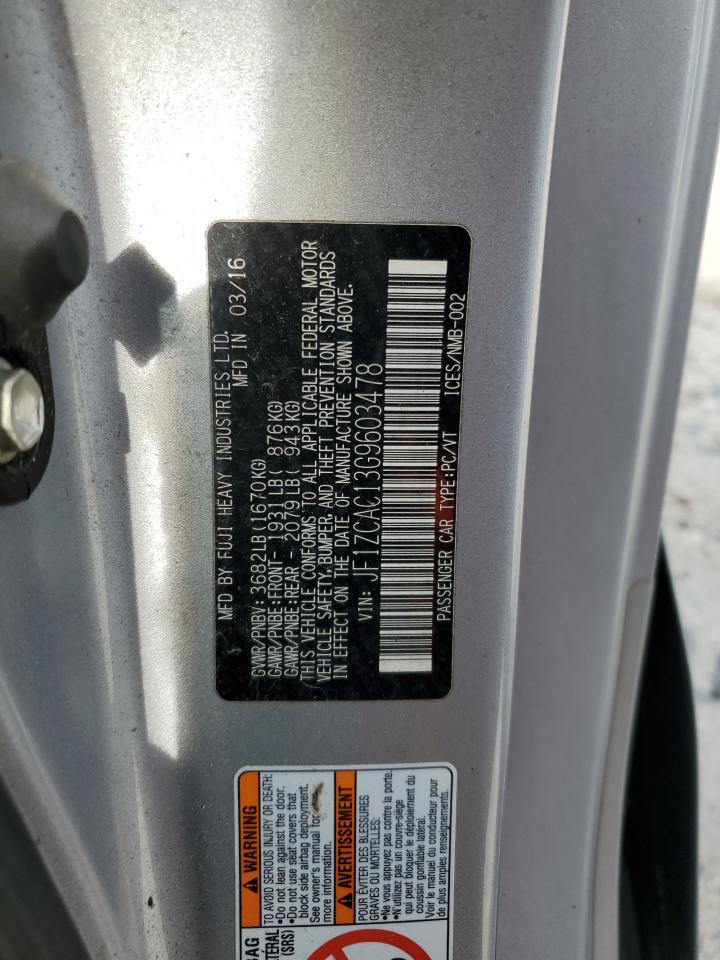 MFD BY FUJI HEAVY INDUSTRIES LTD.
MFD IN 03/16
GVWR/PNBV: 3682LB(1670KG)
GAWR/PNBE:FRONT- 1931LB( 876KG)
GAWR/PNBE:REAR - 2079LB( 943KG)
THIS VEHICLE CONFORMS TO ALL APPLICABLE FEDERAL MOTOR
VEHICLE SAFETY, BUMPER, AND THEFT PREVENTION STANDARDS
IN EFFECT ON THE DATE OF MANUFACTURE SHOWN ABOVE.
VIN: JF1ZCAC13G9603478
PASSENGER CAR TYPE:PC/VT ICES/NMB-002
WARNING
TO AVOID SERIOUS INJURY OR DEATH:
•Do not lean against the door.
•Do not use seat covers that
block side airbag deployment.
See owner's manual for
more information.
AVERTISSEMENT
POUR ÉVITER DES BLESSURES
GRAVES OU MORTELLES:
•Ne vous appuyez pas contre la porte.
•N'utilisez pas un couvre-siège
qui peut bloquer le déploiement du
coussin gonflable latéral.
Voir le manuel du conducteur pour
de plus amples renseignements.
(SRS)